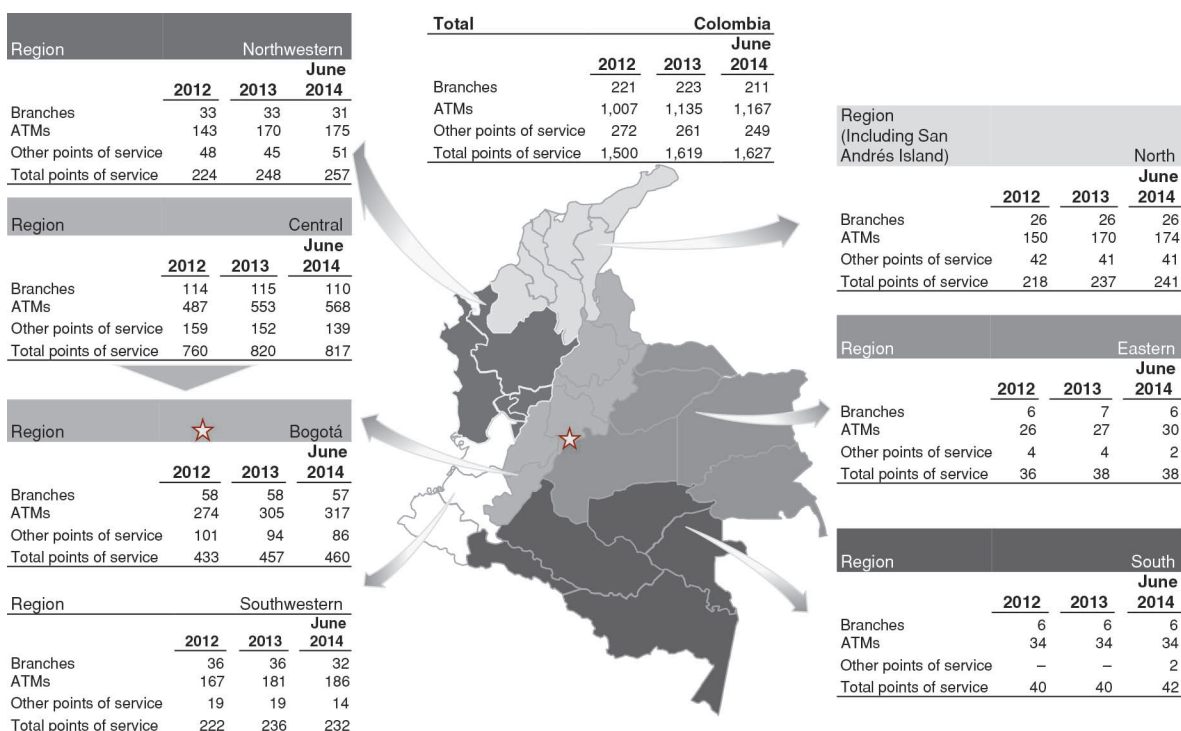 Region Northwestern
June
2012 2013 2014
Branches 33 33 31
ATMs 143 170 175
Other points of service 48 45 51
Total points of service 224 248 257
Region Central
June
2012 2013 2014
Branches 114 115 110
ATMs 487 553 568
Other points of service 159 152 139
Total points of service 760 820 817
Region Bogotá
June
2012 2013 2014
Branches 58 58 57
ATMs 274 305 317
Other points of service 101 94 86
Total points of service 433 457 460
Region Southwestern
June
2012 2013 2014
Branches 36 36 32
ATMs 167 181 186
Other points of service 19 19 14
Total points of service 222 236 232
Total Colombia
June
2012 2013 2014
Branches 221 223 211
ATMs 1,007 1,135 1,167
Other points of service 272 261 249
Total points of service 1,500 1,619 1,627
Region
(Including San
Andrés Island) North
June
2012 2013 2014
Branches 26 26 26
ATMs 150 170 174
Other points of service 42 41 41
Total points of service 218 237 241
Region Eastern
June
2012 2013 2014
Branches 6 7 6
ATMs 26 27 30
Other points of service 4 4 2
Total points of service 36 38 38
Region South
June
2012 2013 2014
Branches 6 6 6
ATMs 34 34 34
Other points of service – – 2
Total points of service 40 40 42